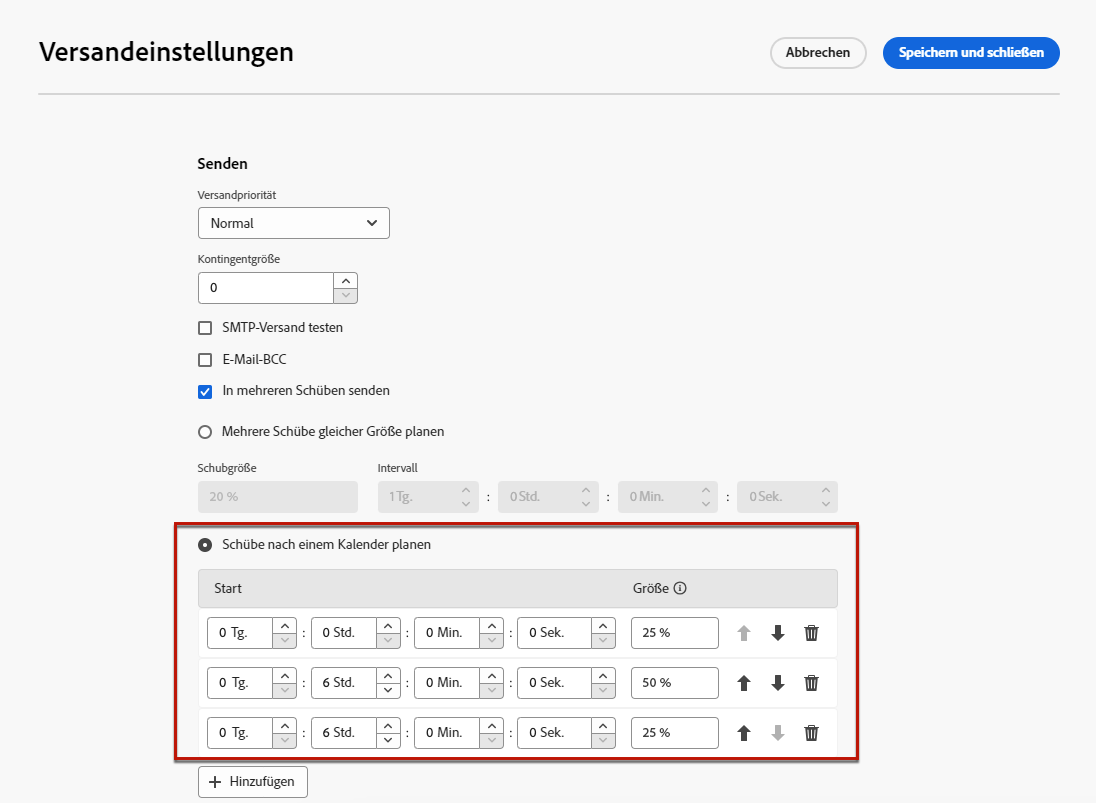 Versandeinstellungen
Abbrechen
Speichern und schließen
Senden
Versandpriorität
Normal
Kontingentgröße
0
SMTP-Versand testen
E-Mail-BCC
In mehreren Schüben senden
Mehrere Schübe gleicher Größe planen
Schubgröße Intervall
20 % 1 Tg. : 0 Std. : 0 Min. : 0 Sek.
Schübe nach einem Kalender planen
Start Größe
0 Tg. : 0 Std. : 0 Min. : 0 Sek. 25 %
0 Tg. : 6 Std. : 0 Min. : 0 Sek. 50 %
0 Tg. : 6 Std. : 0 Min. : 0 Sek. 25 %
+ Hinzufügen